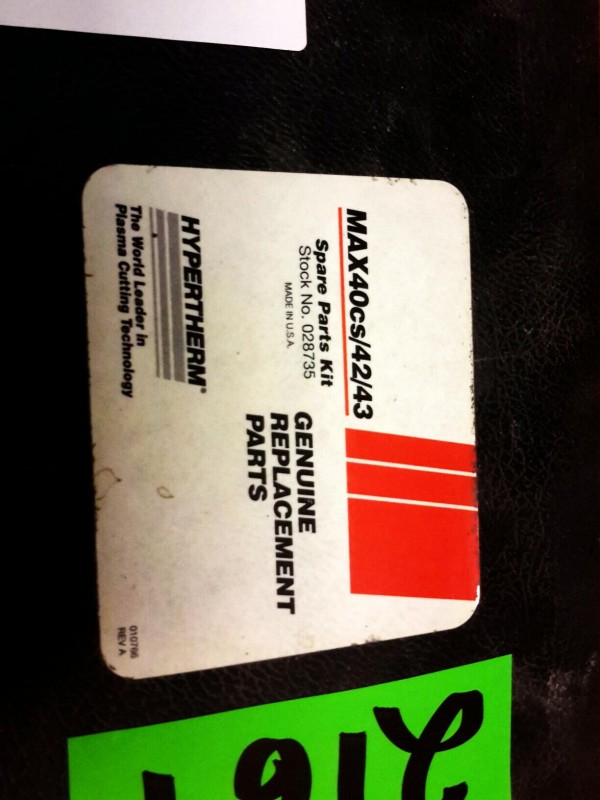 MAX40cs/42/43
Spare Parts Kit
Stock No. 028735
MADE IN U.S.A.
GENUINE
REPLACEMENT
PARTS
HYPERTHERM®
The World Leader in
Plasma Cutting Technology
010766
REV A